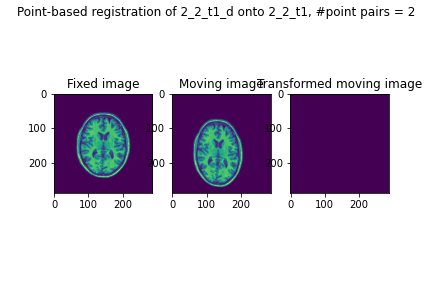 Point-based registration of 2_2_t1_d onto 2_2_t1, #point pairs = 2
Fixed image
Moving image
Transformed moving image
0
100
200
0
100
200
0
100
200
0 100 200
0 100 200
0 100 200